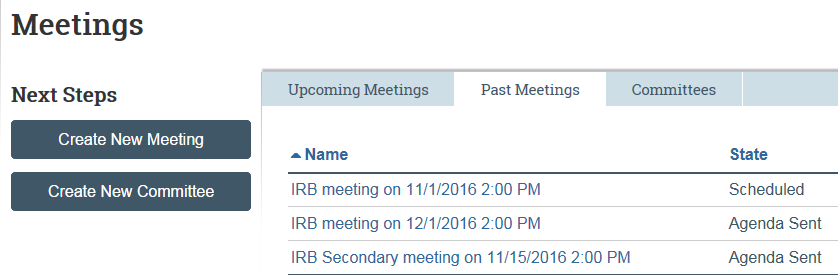 Meetings
Next Steps
Create New Meeting
Create New Committee
Upcoming Meetings Past Meetings Committees
Name State
IRB meeting on 11/1/2016 2:00 PM Scheduled
IRB meeting on 12/1/2016 2:00 PM Agenda Sent
IRB Secondary meeting on 11/15/2016 2:00 PM Agenda Sent